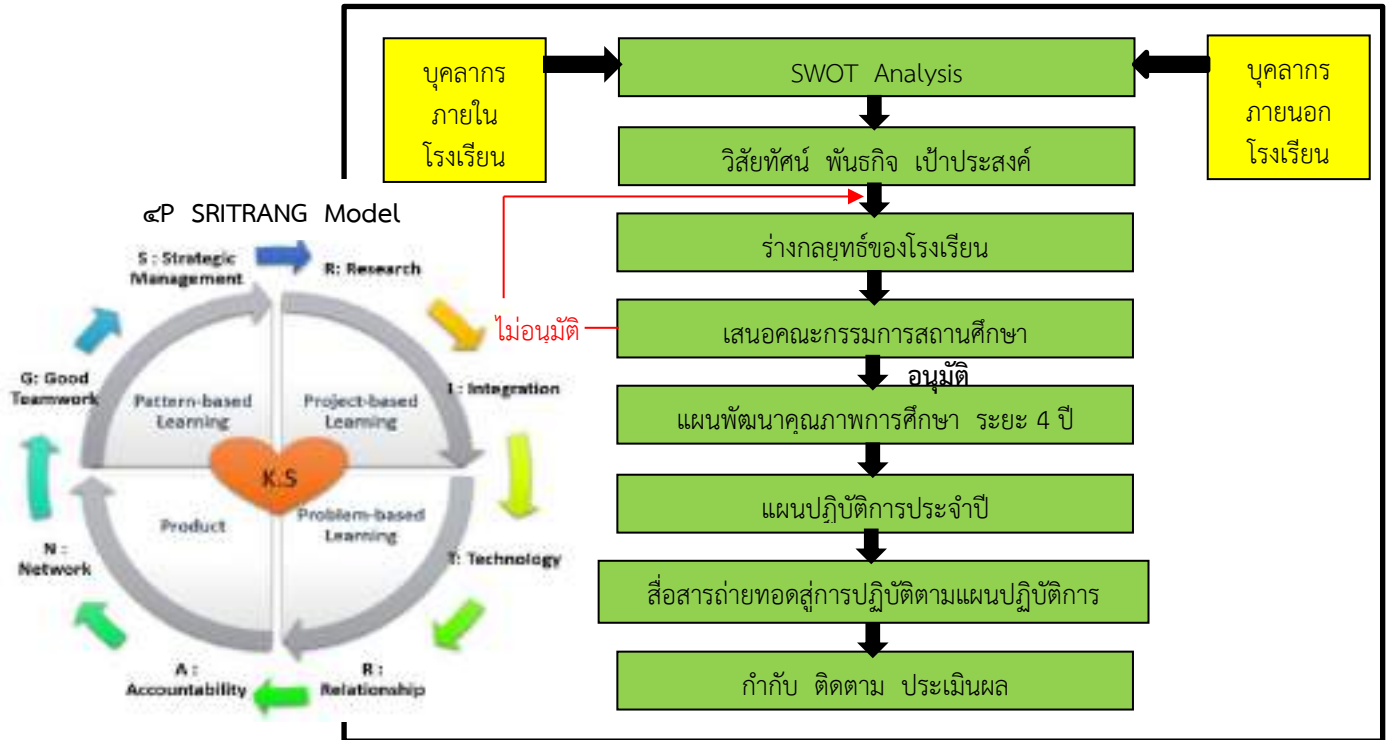 บุคลากร
ภายใน
โรงเรียน
SWOT Analysis
บุคลากร
ภายนอก
โรงเรียน
วิสัยทัศน์ พันธกิจ เป้าประสงค์
ร่างกลยุทธ์ของโรงเรียน
ไม่อนุมัติ
เสนอคณะกรรมการสถานศึกษา
อนุมัติ
แผนพัฒนาคุณภาพการศึกษา ระยะ 4 ปี
แผนปฏิบัติการประจำปี
สื่อสารถ่ายทอดสู่การปฏิบัติตามแผนปฏิบัติการ
กำกับ ติดตาม ประเมินผล
๔P SRITRANG Model
S : Strategic
Management
R: Research
I : Integration
T: Technology
R :
Relationship
A :
Accountability
N :
Network
G: Good
Teamwork
Pattern-based
Learning
Project-based
Learning
K.S
Product
Problem-based
Learning